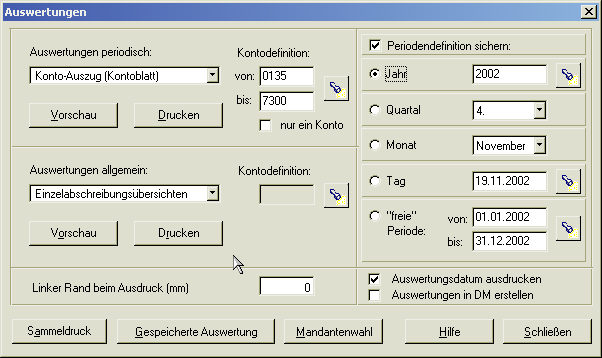 Auswertungen
Auswertungen periodisch:
Konto-Auszug (Kontoblatt)
Vorschau
Drucken
Kontodefinition:
von: 0135
bis: 7300
nur ein Konto
Auswertungen allgemein:
Einzelabschreibungsübersichten
Vorschau
Drucken
Kontodefinition:
Linker Rand beim Ausdruck (mm) 0
Periodendefinition sichern:
Jahr 2002
Quartal 4.
Monat November
Tag 19.11.2002
"freie" von: 01.01.2002
Periode: bis: 31.12.2002
Auswertungsdatum ausdrucken
Auswertungen in DM erstellen
Sammeldruck
Gespeicherte Auswertung
Mandantenwahl
Hilfe
Schließen